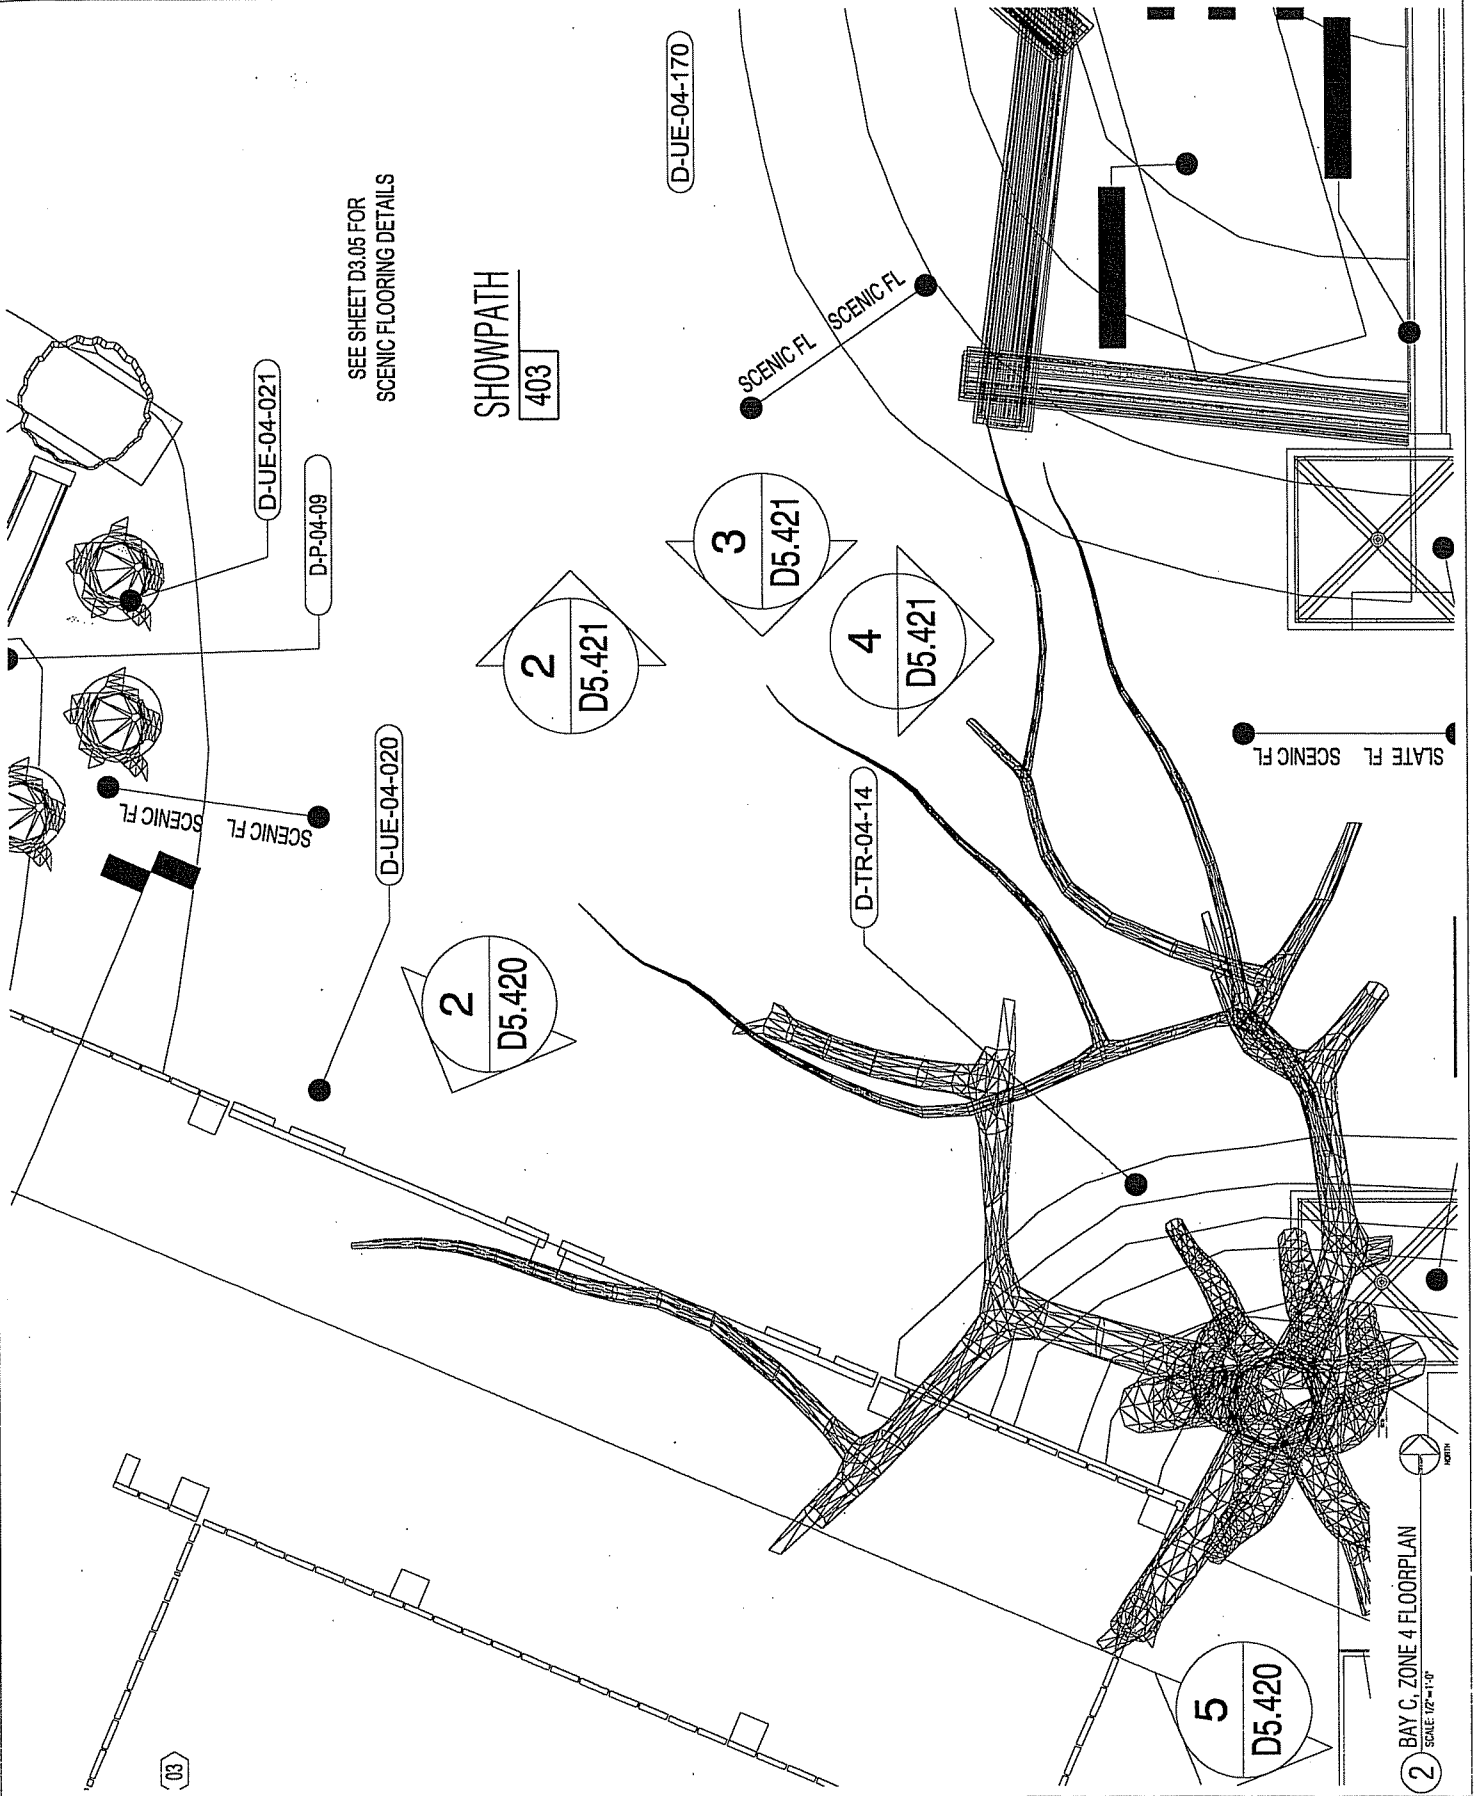 D-UE-04-170
SEE SHEET D3.05 FOR
SCENIC FLOORING DETAILS
SHOWPATH
403
D-UE-04-021
D-P-04-09
SCENIC FL
SCENIC FL
3
D5.421
2
D5.421
4
D5.421
SCENIC FL
SCENIC FL
D-UE-04-020
D-TR-04-14
SCENIC FL
SLATE FL
2
D5.420
5
D5.420
03
NORTH
2
BAY C, ZONE 4 FLOORPLAN
SCALE: 1/2"=1'-0"